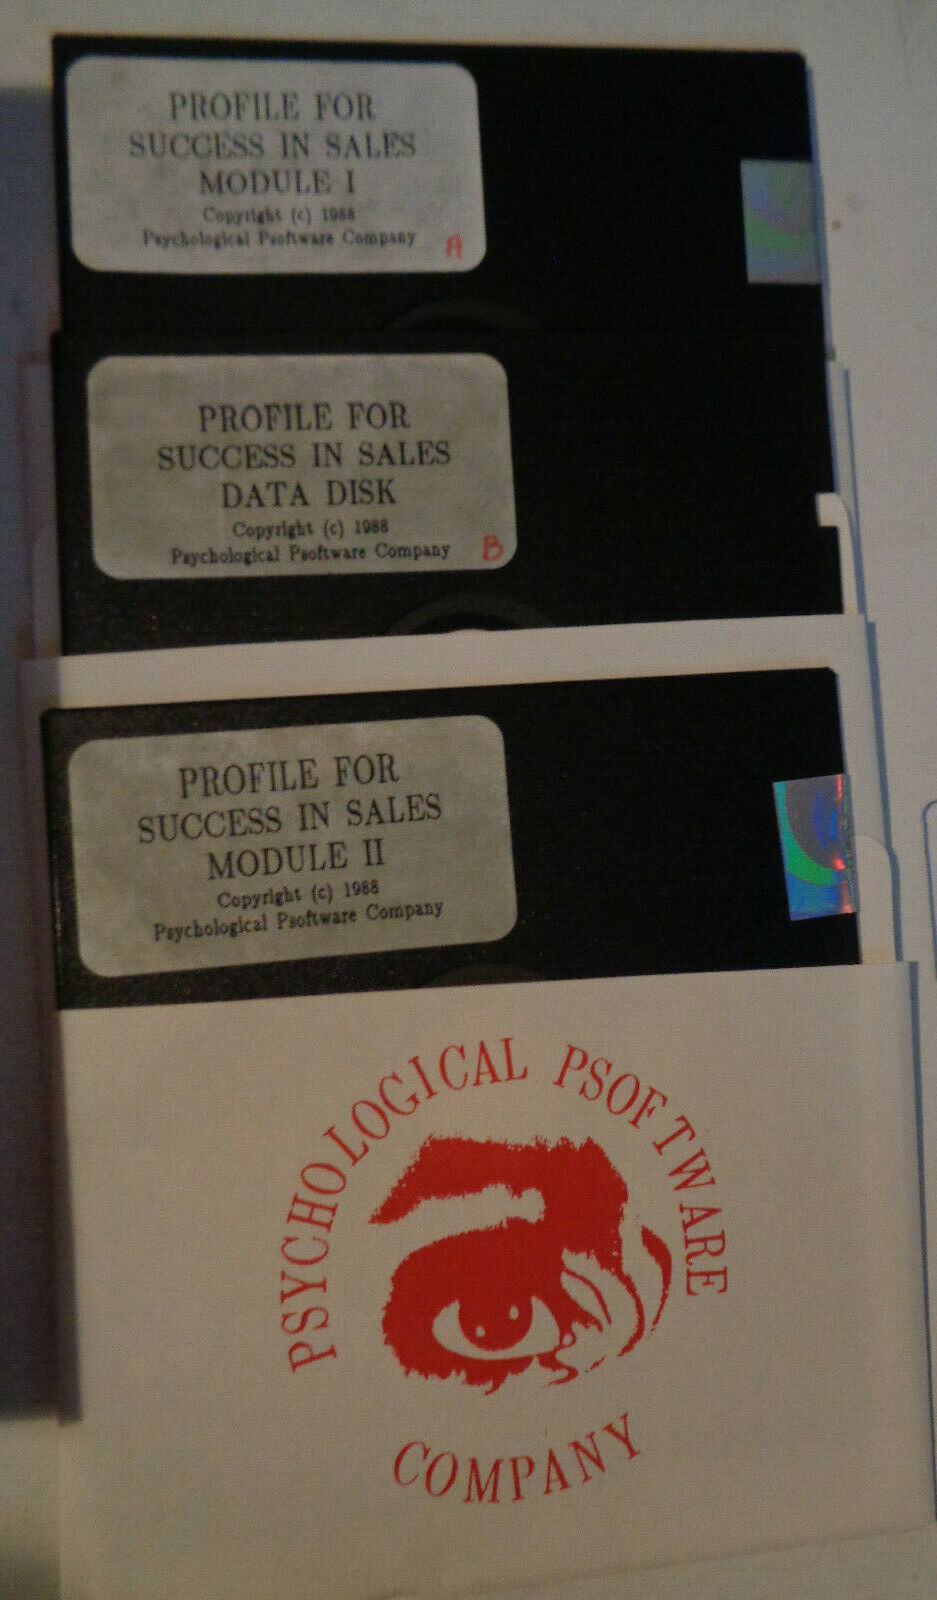 PROFILE FOR
SUCCESS IN SALES
MODULE I
Copyright (c) 1988
Psychological Psoftware Company
A
PROFILE FOR
SUCCESS IN SALES
DATA DISK
Copyright (c) 1988
Psychological Psoftware Company
B
PROFILE FOR
SUCCESS IN SALES
MODULE II
Copyright (c) 1988
Psychological Psoftware Company
PSYCHOLOGICAL PSOFTWARE
COMPANY